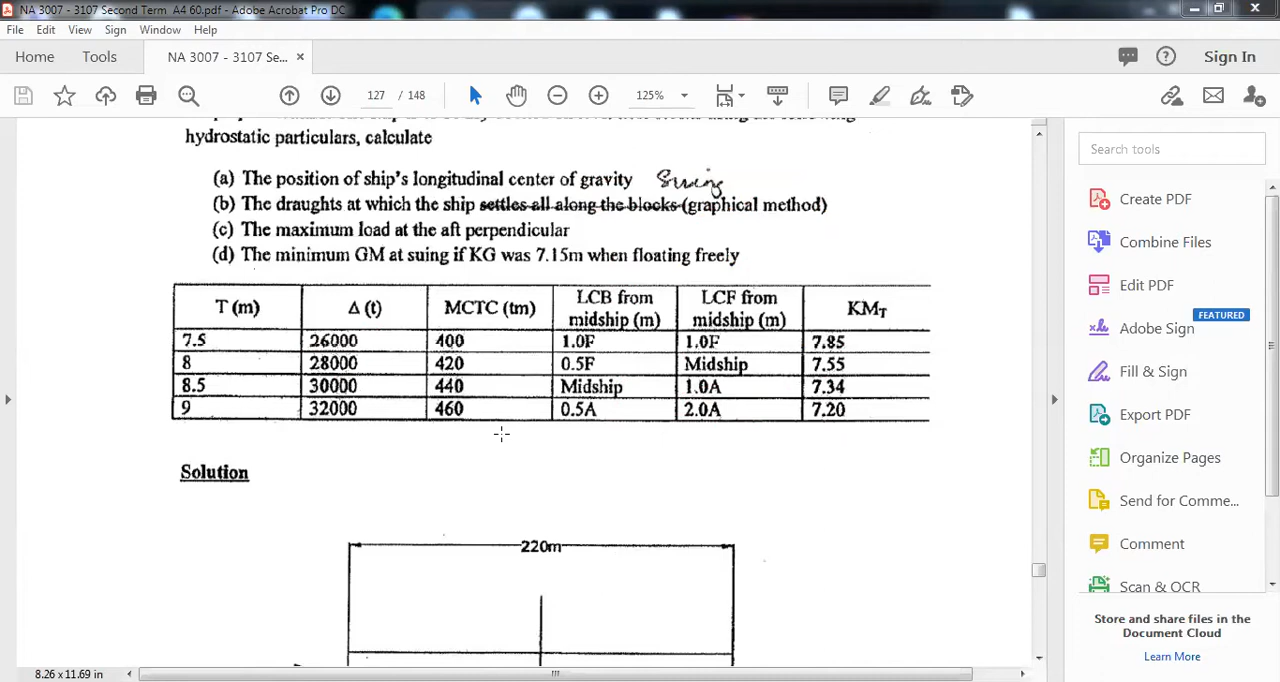 NA 3007 - 3107 Second Term A4 60.pdf - Adobe Acrobat Pro DC
File Edit View Sign Window Help
Home Tools NA 3007 - 3107 Se... × Sign In
127 / 148 125%
hydrostatic particulars, calculate
(a) The position of ship's longitudinal center of gravity Suing
(b) The draughts at which the ship settles all along the blocks (graphical method)
(c) The maximum load at the aft perpendicular
(d) The minimum GM at suing if KG was 7.15m when floating freely
T (m) Δ (t) MCTC (tm) LCB from midship (m) LCF from midship (m) KMT
7.5 26000 400 1.0F 1.0F 7.85
8 28000 420 0.5F Midship 7.55
8.5 30000 440 Midship 1.0A 7.34
9 32000 460 0.5A 2.0A 7.20
Solution
220m
8.26 x 11.69 in
Search tools
Create PDF
Combine Files
Edit PDF
FEATURED
Adobe Sign
Fill & Sign
Export PDF
Organize Pages
Send for Comme...
Comment
Scan & OCR
Store and share files in the
Document Cloud
Learn More